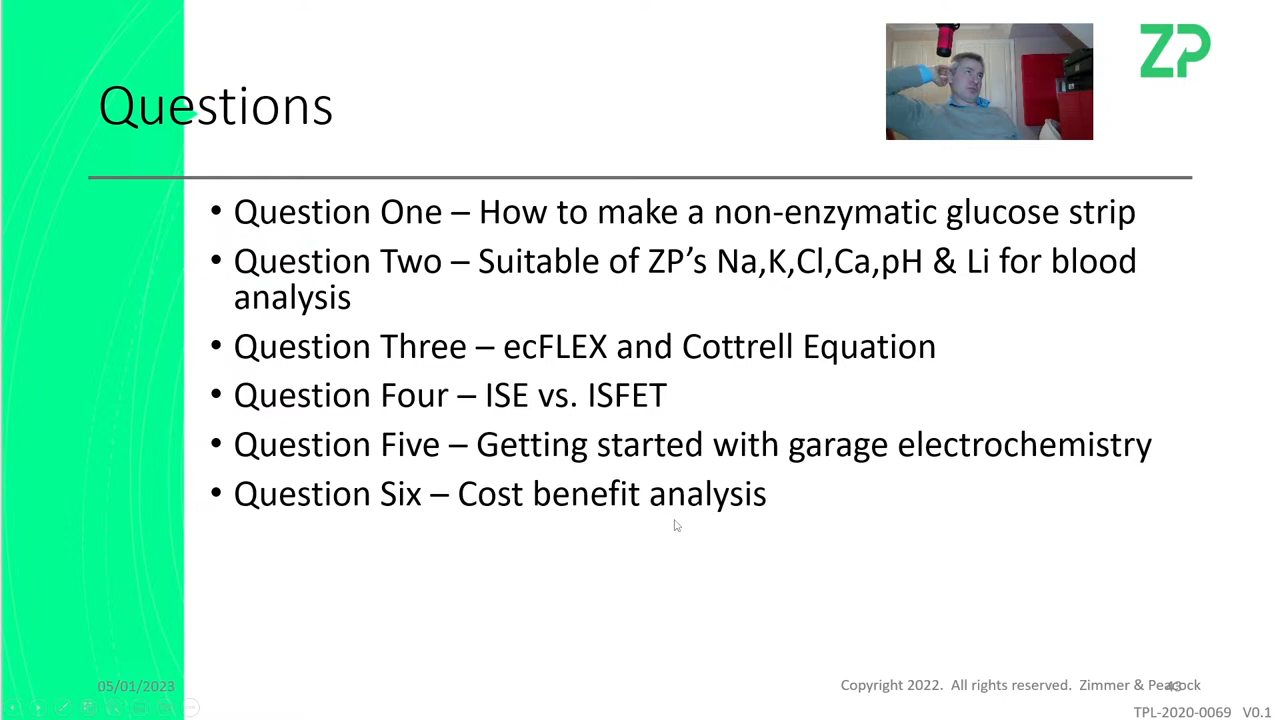 ZP
Questions
• Question One – How to make a non-enzymatic glucose strip
• Question Two – Suitable of ZP’s Na,K,Cl,Ca,pH & Li for blood
analysis
• Question Three – ecFLEX and Cottrell Equation
• Question Four – ISE vs. ISFET
• Question Five – Getting started with garage electrochemistry
• Question Six – Cost benefit analysis
05/01/2023
Copyright 2022. All rights reserved. Zimmer & Peacock
43
TPL-2020-0069 V0.1